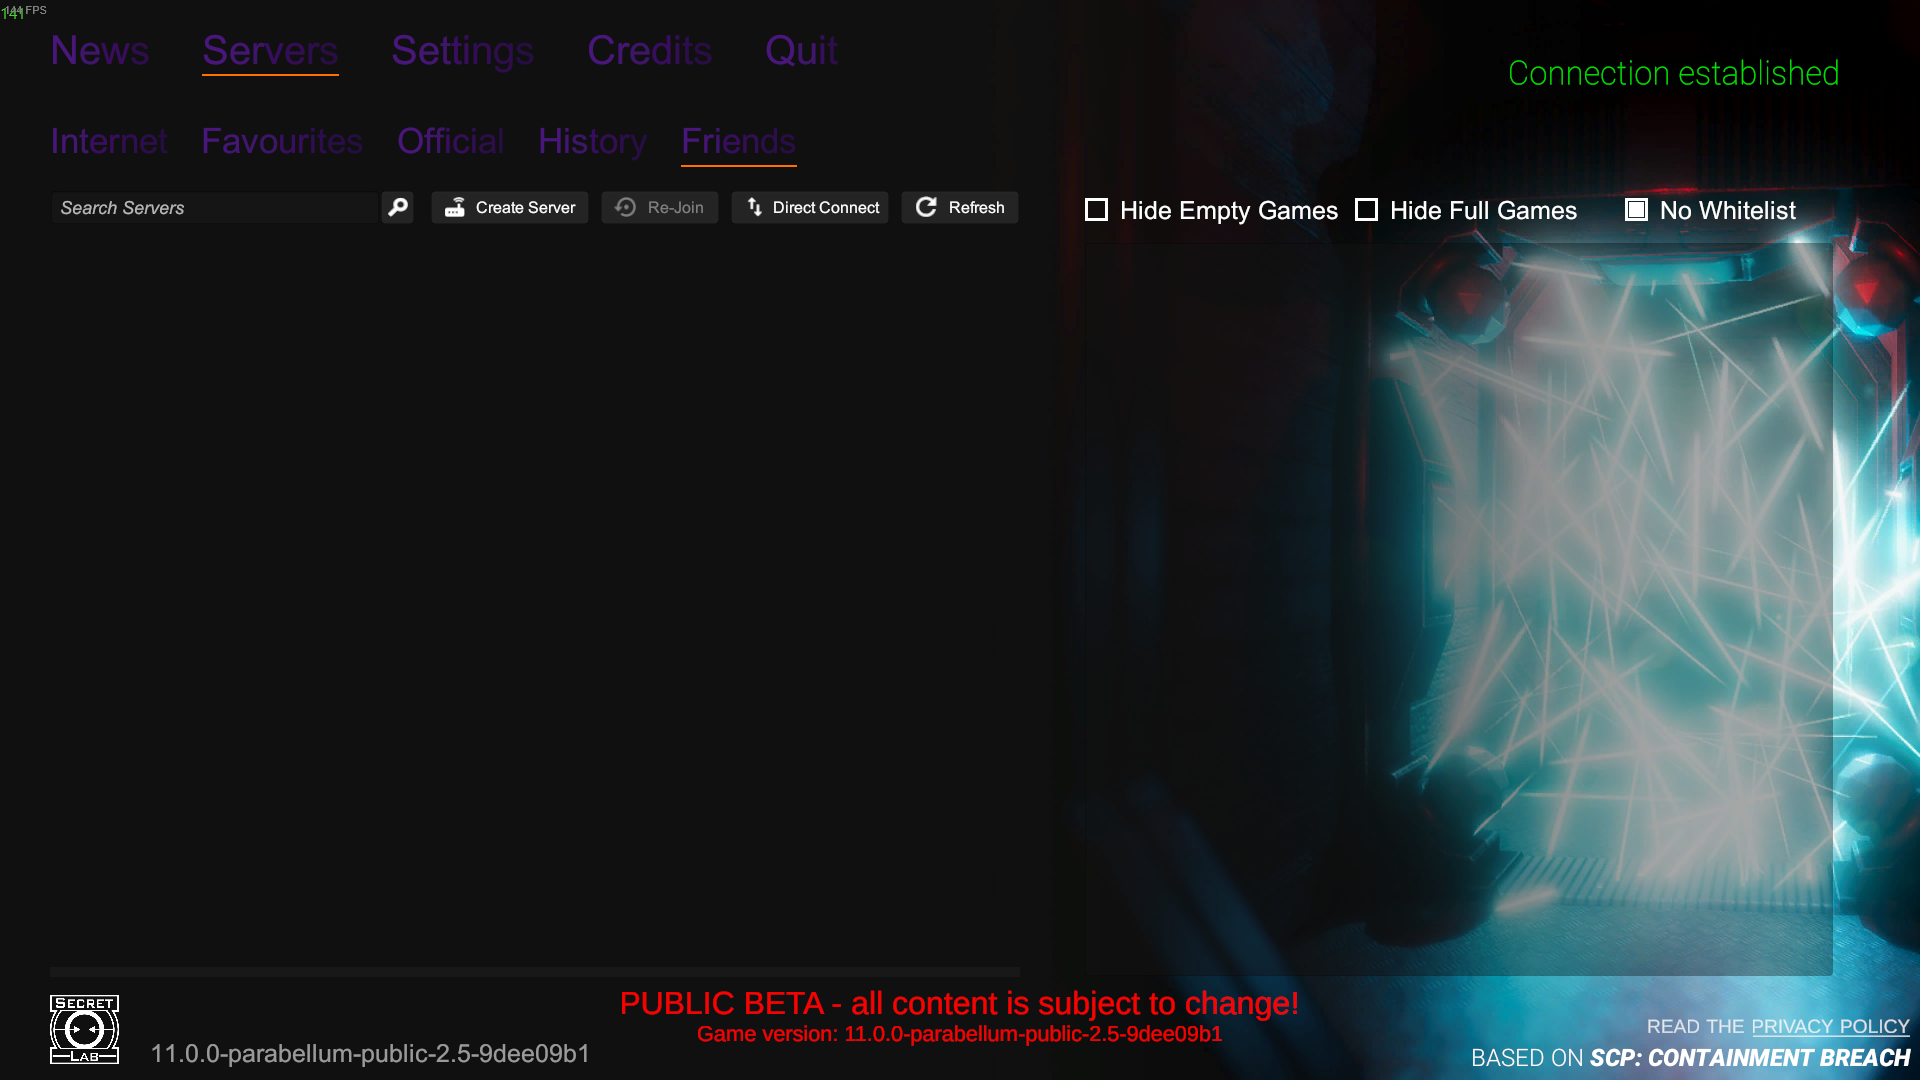 FPS
News Servers Settings Credits Quit
Connection established
Internet Favourites Official History Friends
Search Servers Create Server Re-Join Direct Connect Refresh
Hide Empty Games Hide Full Games No Whitelist
PUBLIC BETA - all content is subject to change!
Game version: 11.0.0-parabellum-public-2.5-9dee09b1
SECRET
LAB
11.0.0-parabellum-public-2.5-9dee09b1
READ THE PRIVACY POLICY
BASED ON SCP: CONTAINMENT BREACH